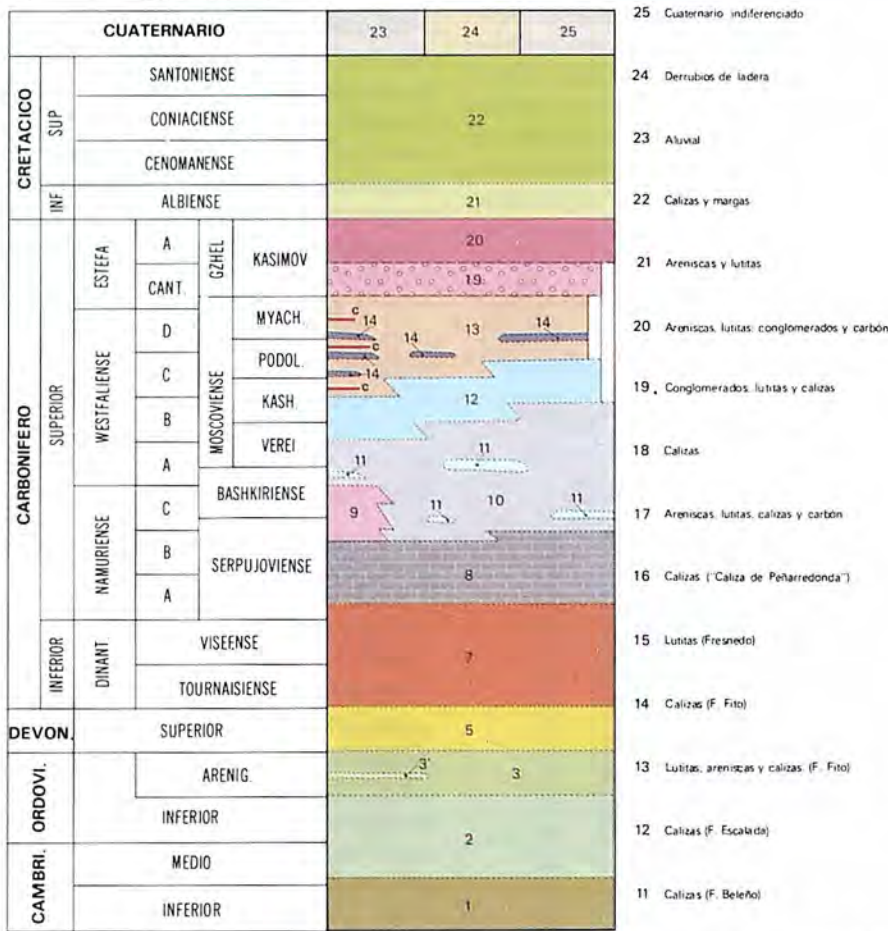 CUATERNARIO
23 24 25
CRETACICO
SUP
SANTONIENSE
CONIACIENSE
CENOMANENSE
22
INF
ALBIENSE
21
CARBONIFERO
SUPERIOR
ESTEFA
A
CANT.
GZHEL
KASIMOV
20
19
WESTFALIENSE
D
C
B
A
MOSCOVIENSE
MYACH.
PODOL.
KASH.
VEREI
c
14
c
14
14
13
14
c
12
11
11
NAMURIENSE
C
B
A
BASHKIRIENSE
SERPUJOVIENSE
9
11
10
11
8
INFERIOR
DINANT
VISEENSE
TOURNAISIENSE
7
DEVON.
SUPERIOR
5
ORDOVI.
ARENIG.
3'
3
INFERIOR
2
CAMBRI.
MEDIO
INFERIOR
1
25 Cuaternario indiferenciado
24 Derrubios de ladera
23 Aluvial
22 Calizas y margas
21 Areniscas y lutitas
20 Areniscas, lutitas, conglomerados y carbón
19. Conglomerados, lutitas y calizas
18 Calizas
17 Areniscas, lutitas, calizas y carbón
16 Calizas ("Caliza de Peñarredonda")
15 Lutitas (Fresnedo)
14 Calizas (F. Fito)
13 Lutitas, areniscas y calizas. (F. Fito)
12 Calizas (F. Escalada)
11 Calizas (F. Beleño)